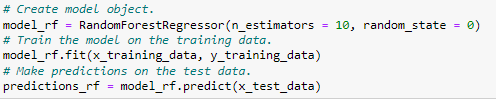 # Create model object.
model_rf = RandomForestRegressor(n_estimators = 10, random_state = 0)
# Train the model on the training data.
model_rf.fit(x_training_data, y_training_data)
# Make predictions on the test data.
predictions_rf = model_rf.predict(x_test_data)